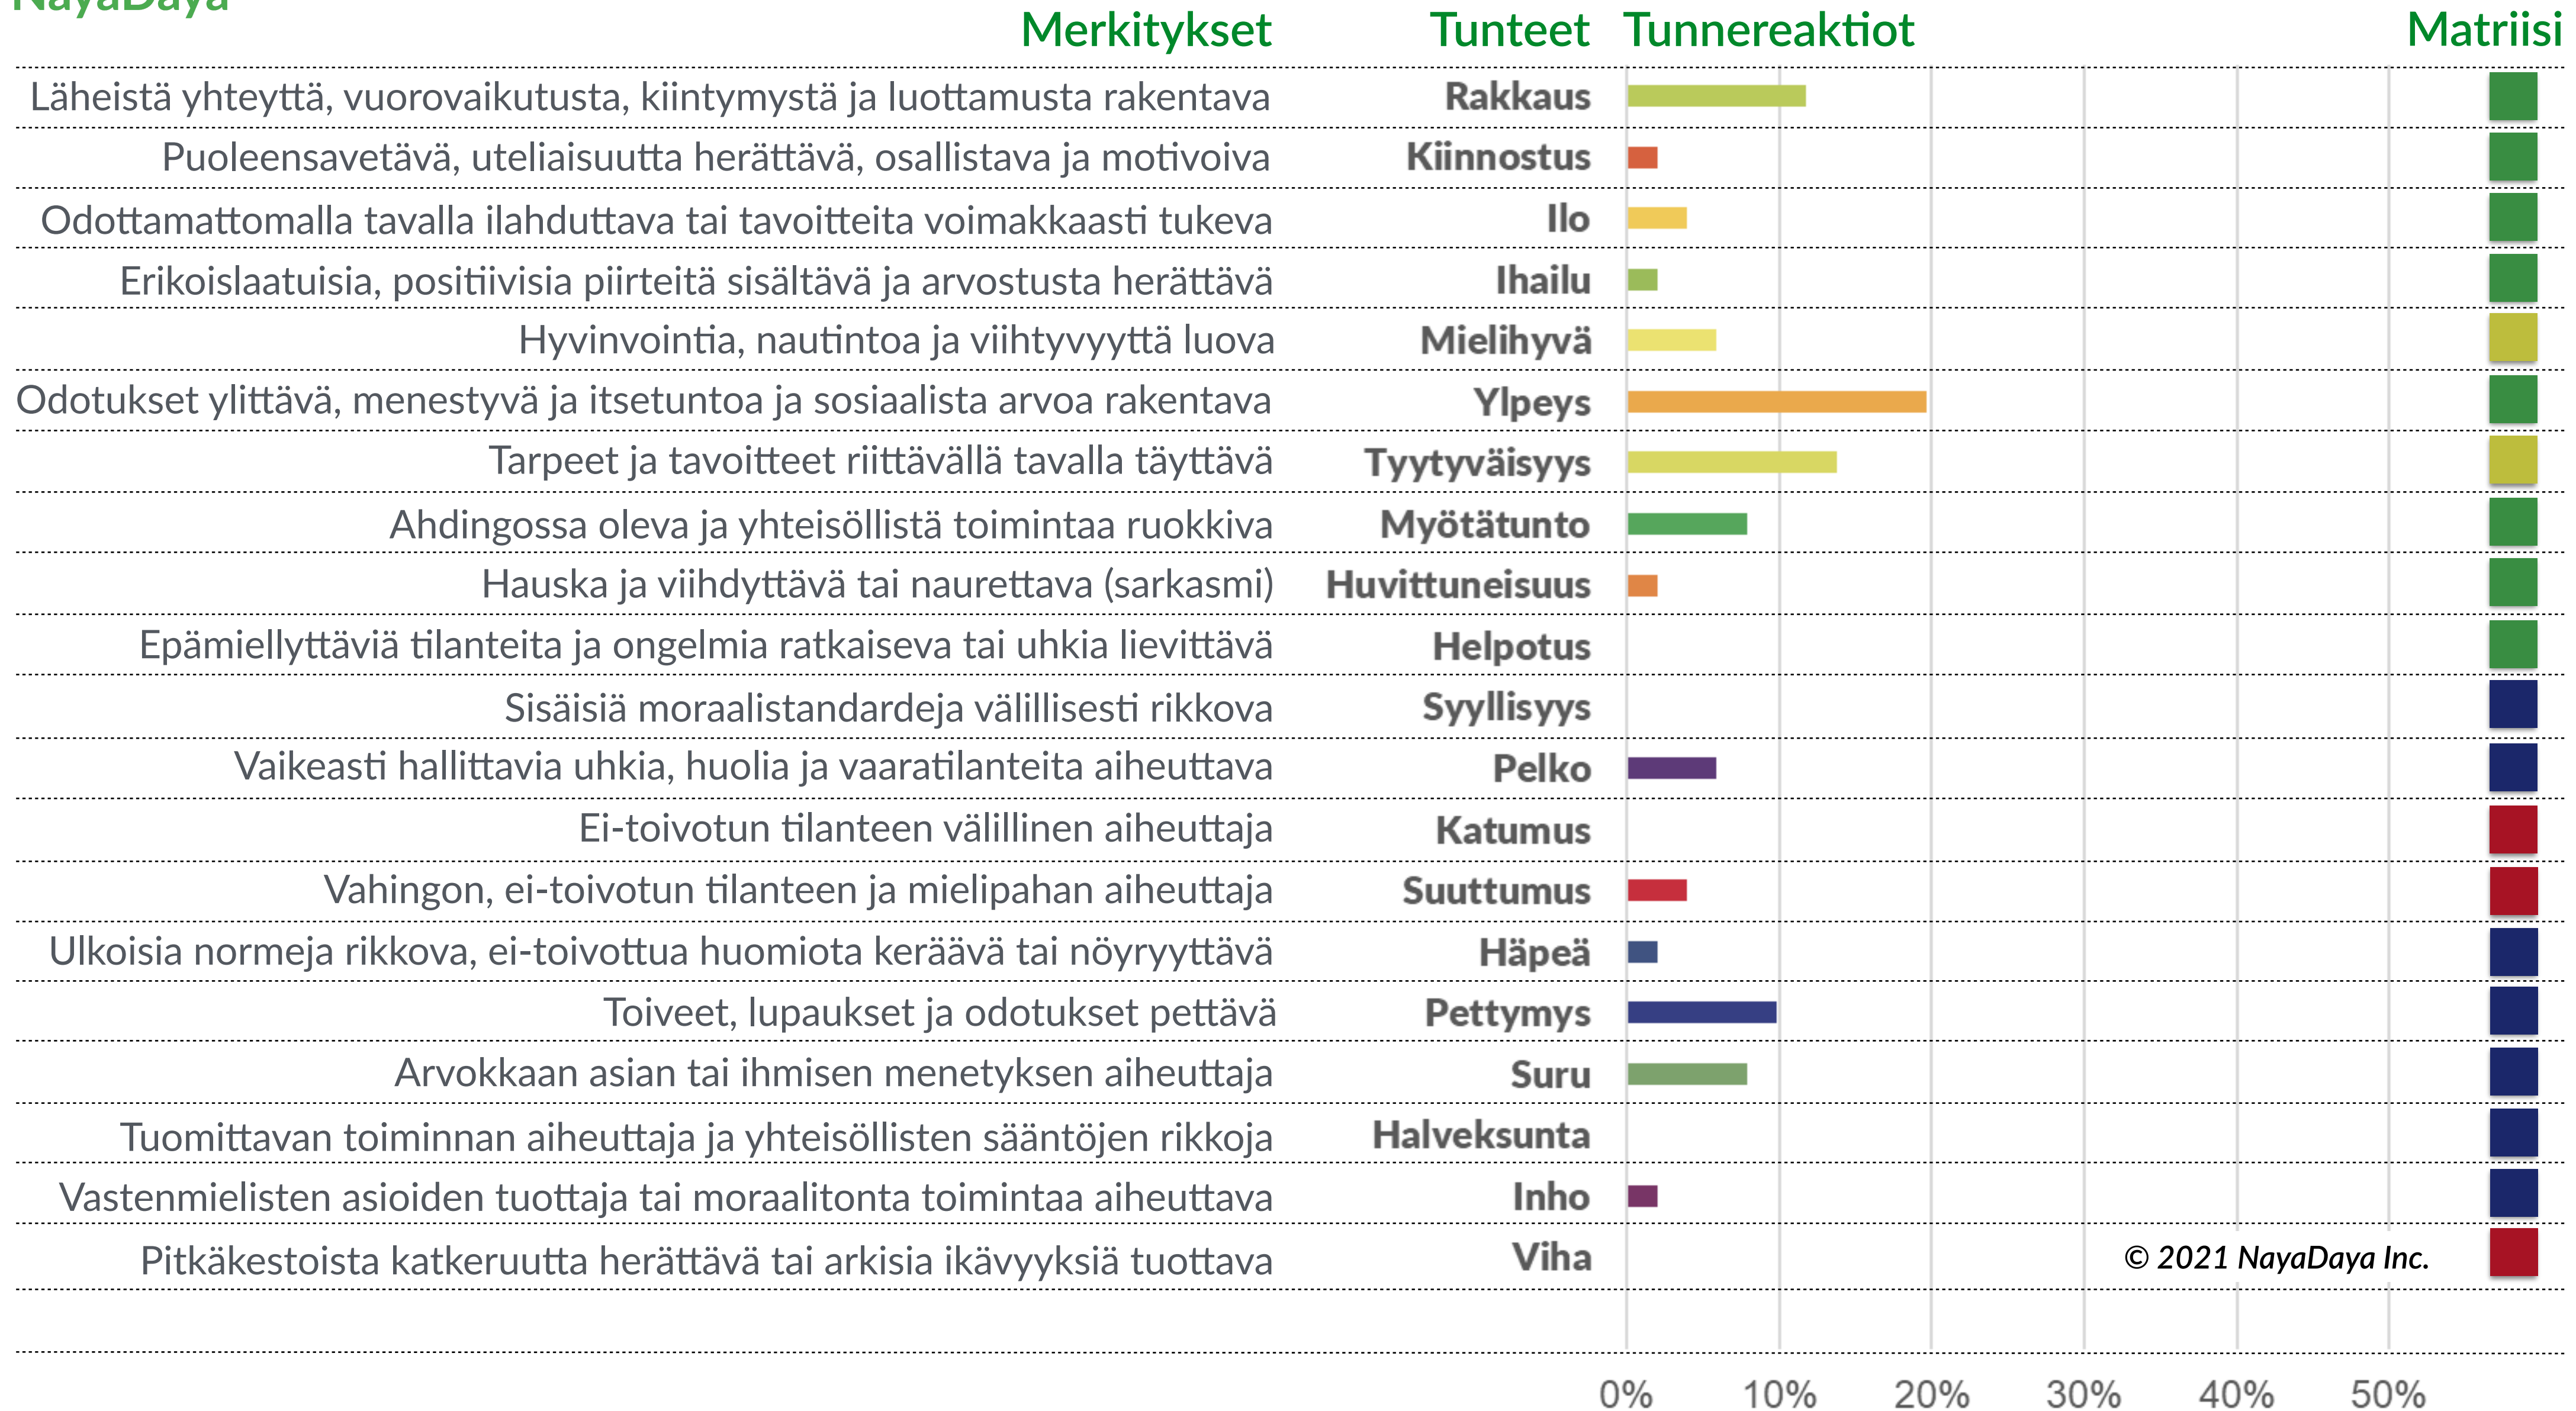 NayaDaya
Merkitykset Tunteet Tunnereaktiot Matriisi
Läheistä yhteyttä, vuorovaikutusta, kiintymystä ja luottamusta rakentava Rakkaus
Puoleensavetävä, uteliaisuutta herättävä, osallistava ja motivoiva Kiinnostus
Odottamattomalla tavalla ilahduttava tai tavoitteita voimakkaasti tukeva Ilo
Erikoislaatuisia, positiivisia piirteitä sisältävä ja arvostusta herättävä Ihailu
Hyvinvointia, nautintoa ja viihtyvyyttä luova Mielihyvä
Odotukset ylittävä, menestyvä ja itsetuntoa ja sosiaalista arvoa rakentava Ylpeys
Tarpeet ja tavoitteet riittävällä tavalla täyttävä Tyytyväisyys
Ahdingossa oleva ja yhteisöllistä toimintaa ruokkiva Myötätunto
Hauska ja viihdyttävä tai naurettava (sarkasmi) Huvittuneisuus
Epämiellyttäviä tilanteita ja ongelmia ratkaiseva tai uhkia lievittävä Helpotus
Sisäisiä moraalistandardeja välillisesti rikkova Syyllisyys
Vaikeasti hallittavia uhkia, huolia ja vaaratilanteita aiheuttava Pelko
Ei-toivotun tilanteen välillinen aiheuttaja Katumus
Vahingon, ei-toivotun tilanteen ja mielipahan aiheuttaja Suuttumus
Ulkoisia normeja rikkova, ei-toivottua huomiota keräävä tai nöyryyttävä Häpeä
Toiveet, lupaukset ja odotukset pettävä Pettymys
Arvokkaan asian tai ihmisen menetyksen aiheuttaja Suru
Tuomittavan toiminnan aiheuttaja ja yhteisöllisten sääntöjen rikkoja Halveksunta
Vastenmielisten asioiden tuottaja tai moraalitonta toimintaa aiheuttava Inho
Pitkäkestoista katkeruutta herättävä tai arkisia ikävyyksiä tuottava Viha © 2021 NayaDaya Inc.
0% 10% 20% 30% 40% 50%